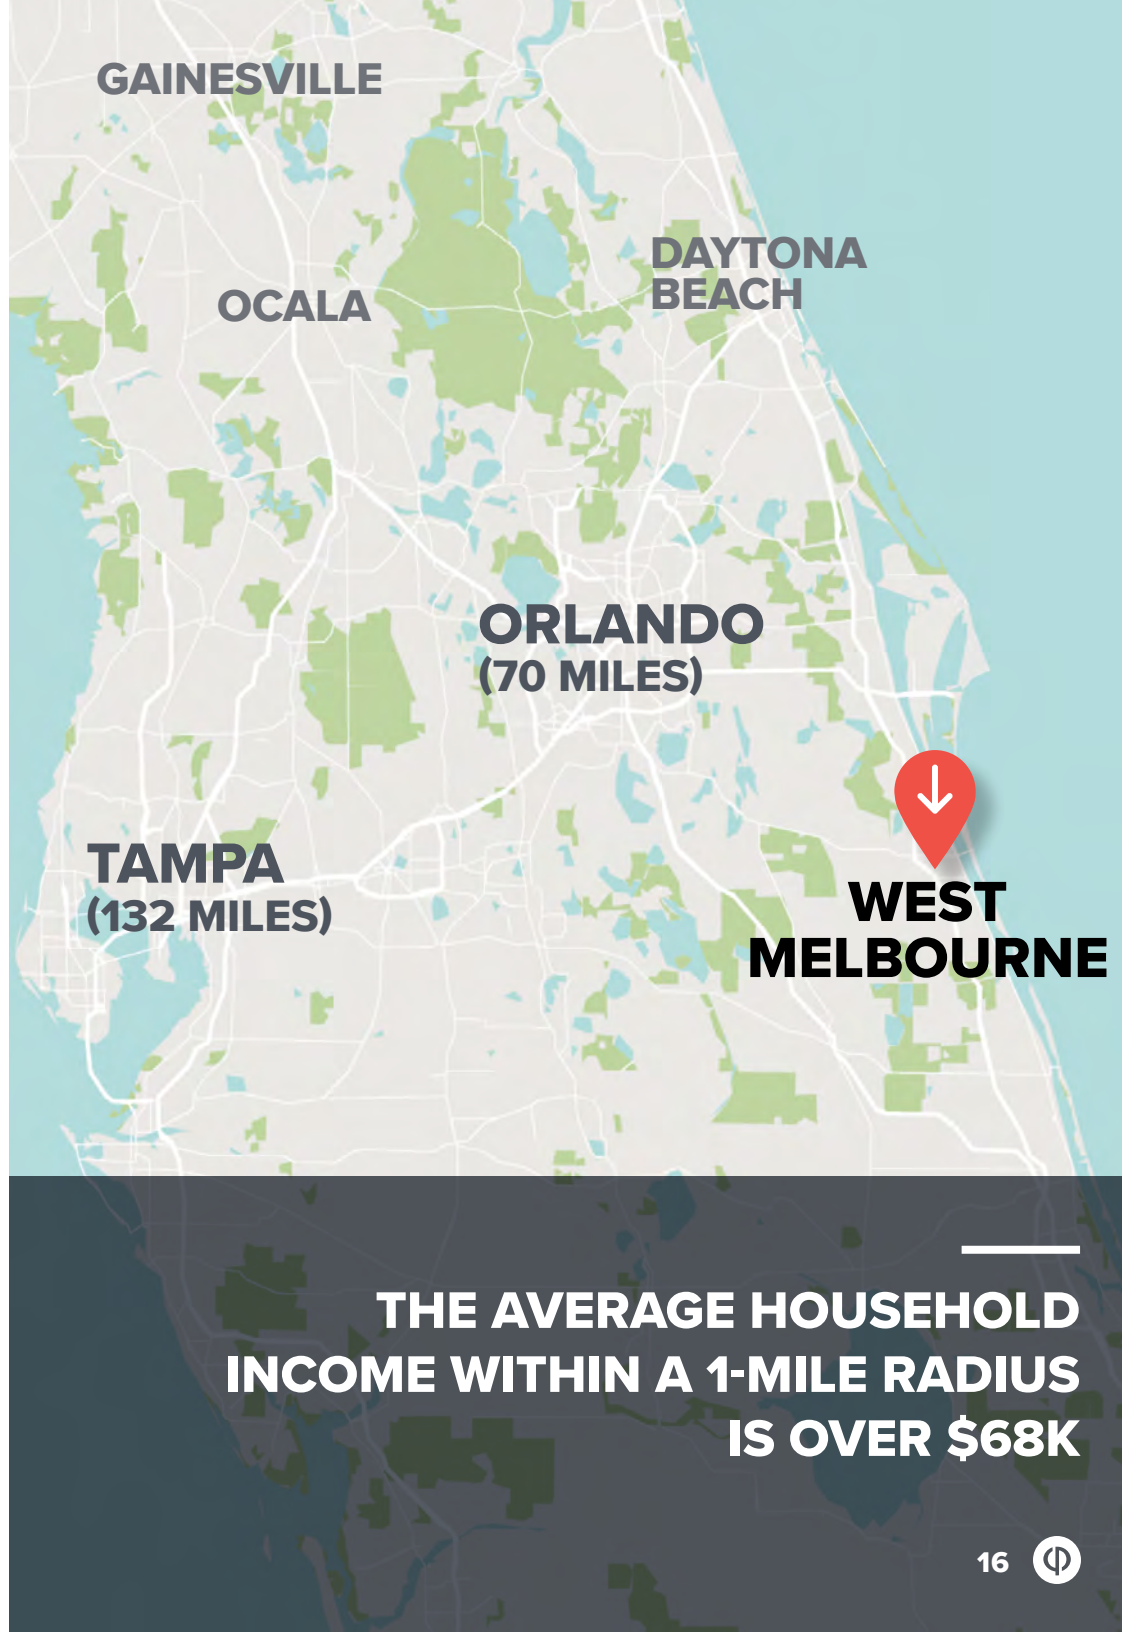 GAINESVILLE
DAYTONA
BEACH
OCALA
ORLANDO
(70 MILES)
TAMPA
(132 MILES)
WEST
MELBOURNE
THE AVERAGE HOUSEHOLD
INCOME WITHIN A 1-MILE RADIUS
IS OVER $68K
16